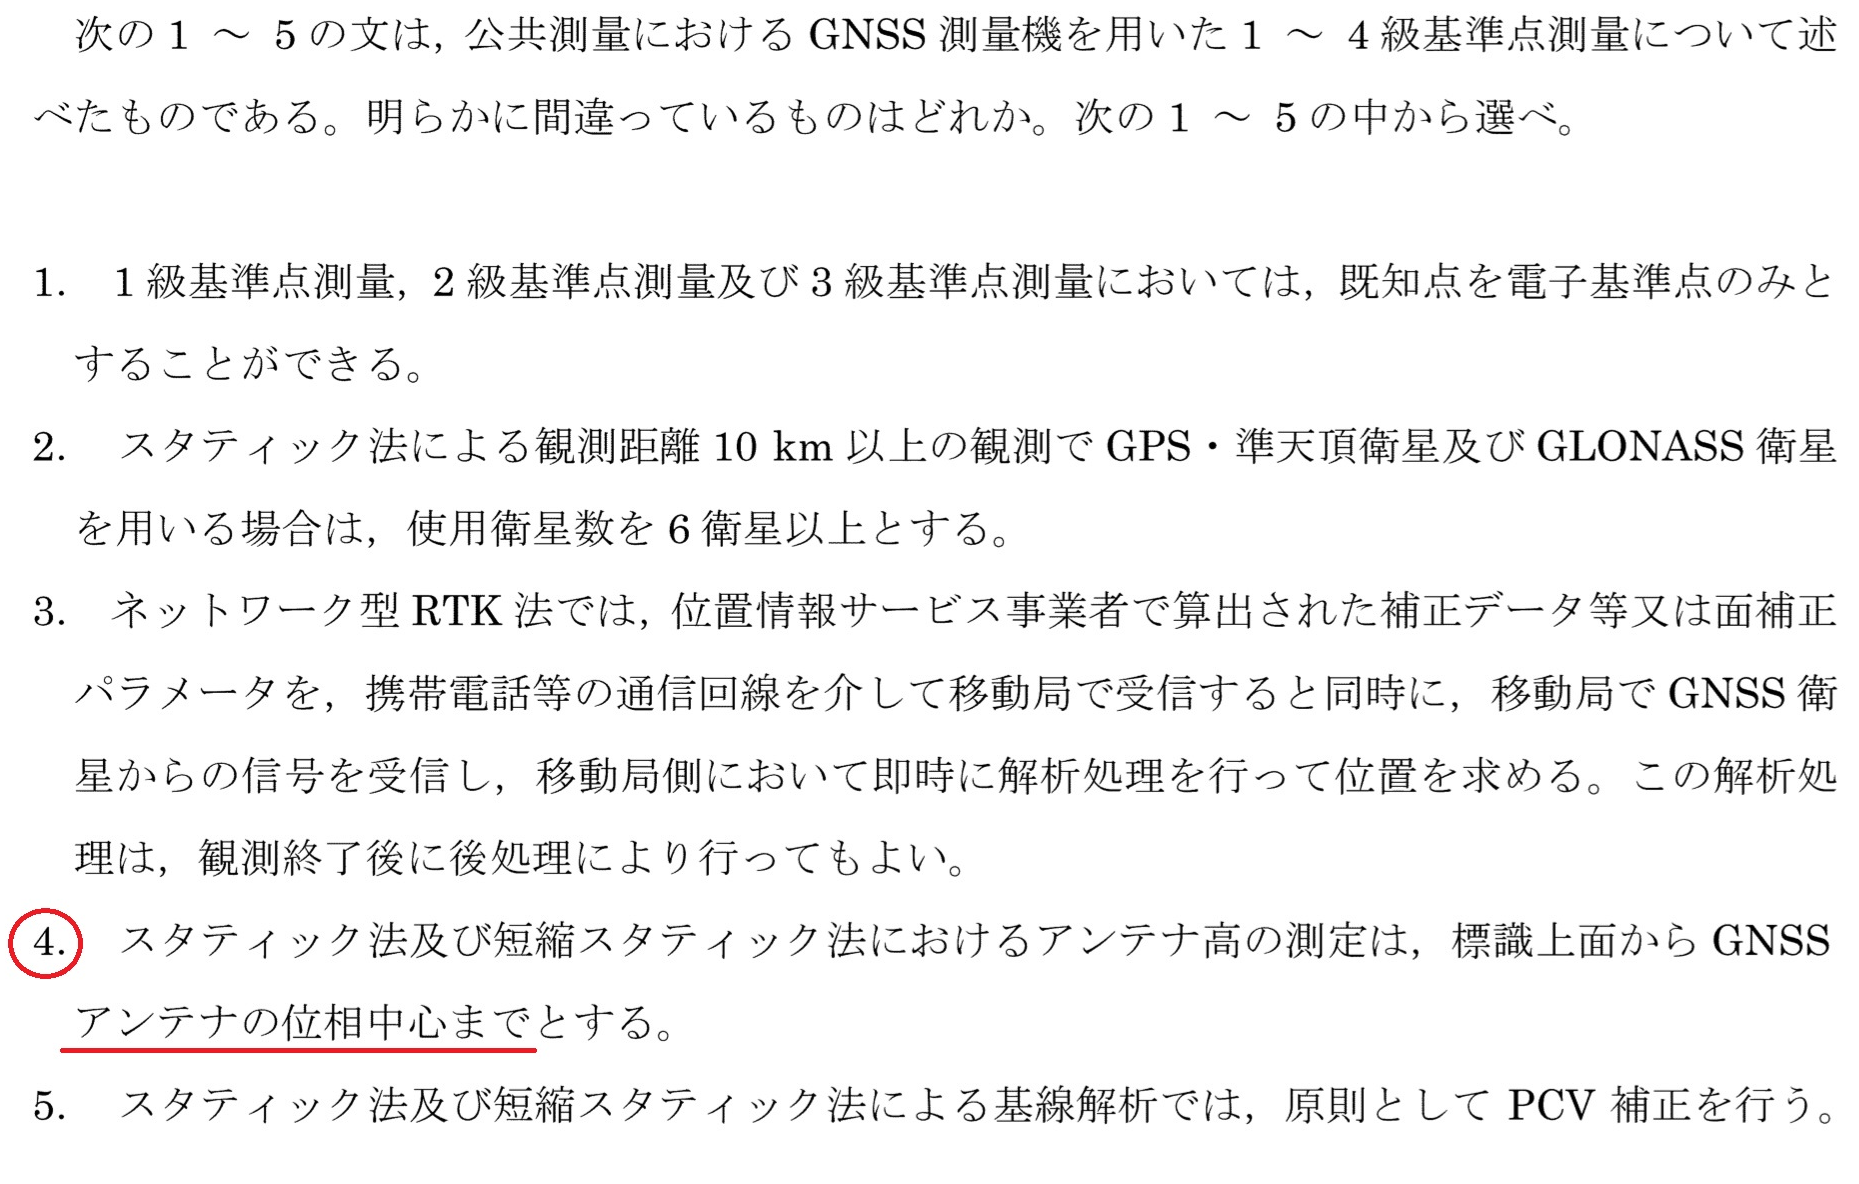 次の 1 ～ 5 の文は, 公共測量における GNSS 測量機を用いた 1 ～ 4 級基準点測量について述
べたものである。明らかに間違っているものはどれか。次の 1 ～ 5 の中から選べ。
1. 1 級基準点測量, 2 級基準点測量及び 3 級基準点測量においては, 既知点を電子基準点のみと
することができる。
2. スタティック法による観測距離 10 km 以上の観測で GPS・準天頂衛星及び GLONASS 衛星
を用いる場合は, 使用衛星数を 6 衛星以上とする。
3. ネットワーク型 RTK 法では, 位置情報サービス事業者で算出された補正データ等又は面補正
パラメータを, 携帯電話等の通信回線を介して移動局で受信すると同時に, 移動局で GNSS 衛
星からの信号を受信し, 移動局側において即時に解析処理を行って位置を求める。この解析処
理は, 観測終了後に後処理により行ってもよい。
4. スタティック法及び短縮スタティック法におけるアンテナ高の測定は, 標識上面から GNSS
アンテナの位相中心までとする。
5. スタティック法及び短縮スタティック法による基線解析では, 原則として PCV 補正を行う。